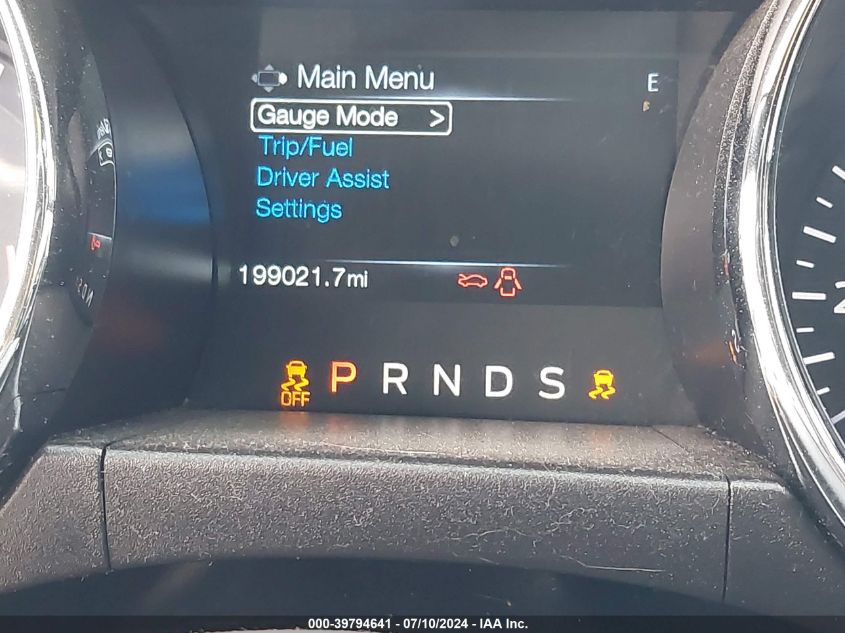 Main Menu
E
Gauge Mode >
Trip/Fuel
Driver Assist
Settings
199021.7mi
OFF P R N D S
000-39794641 - 07/10/2024 - IAA Inc.